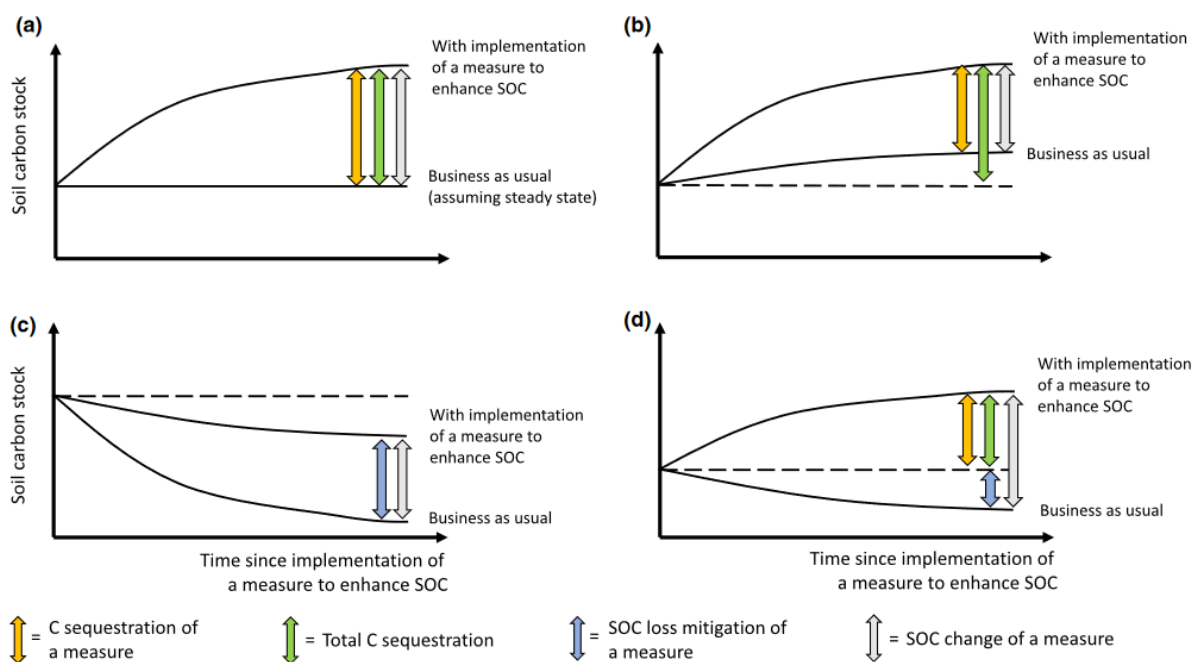 (a)
With implementation
of a measure to
enhance SOC
Soil carbon stock
Business as usual
(assuming steady state)
(b)
With implementation
of a measure to
enhance SOC
Business as usual
(c)
Soil carbon stock
With implementation
of a measure to
enhance SOC
Business as usual
Time since implementation of
a measure to enhance SOC
(d)
With implementation
of a measure to
enhance SOC
Business as usual
Time since implementation of
a measure to enhance SOC
= C sequestration of
a measure
= Total C sequestration
= SOC loss mitigation of
a measure
= SOC change of a measure